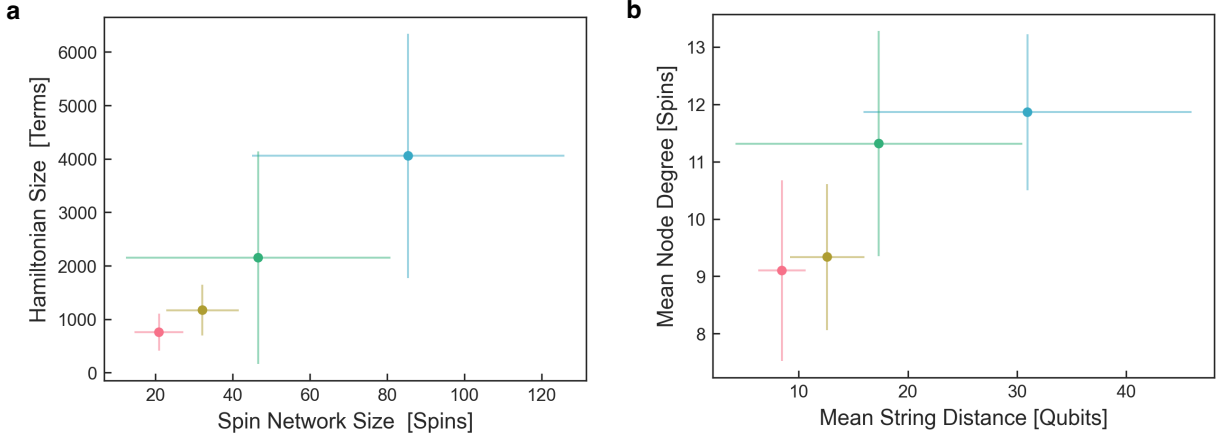 a
Hamiltonian Size [Terms]
6000
5000
4000
3000
2000
1000
0
20 40 60 80 100 120
Spin Network Size [Spins]
b
Mean Node Degree [Spins]
13
12
11
10
9
8
10 20 30 40
Mean String Distance [Qubits]